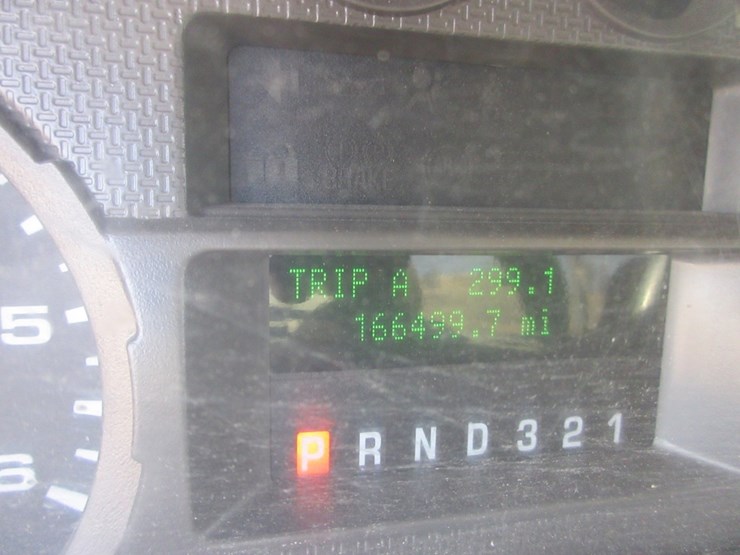 BRAKE
TRIP A 299.1
166499.7 mi
5
P R N D 3 2 1
6